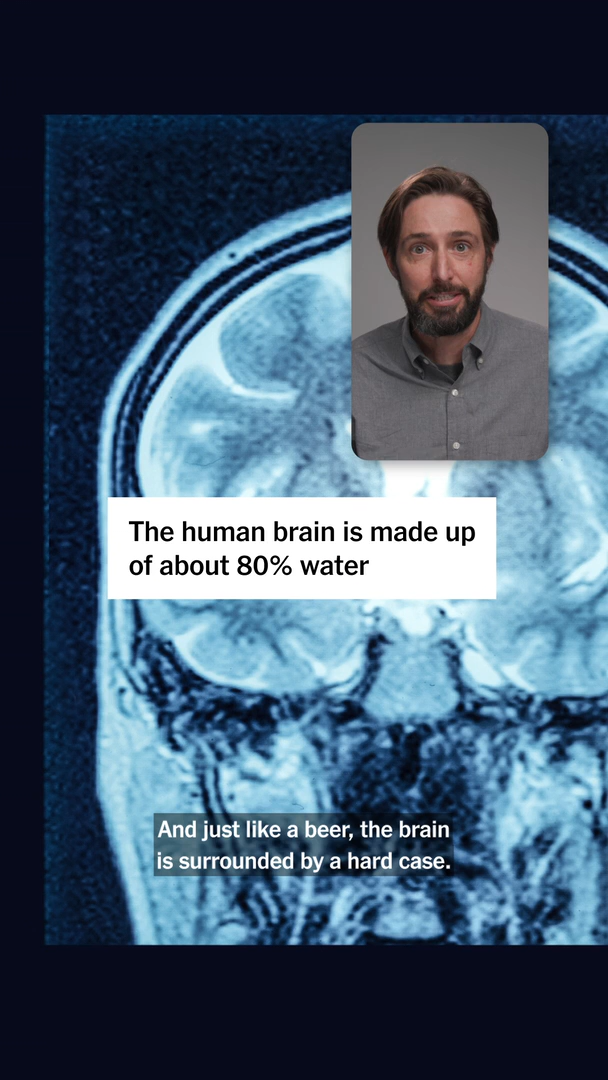 The human brain is made up
of about 80% water
And just like a beer, the brain
is surrounded by a hard case.